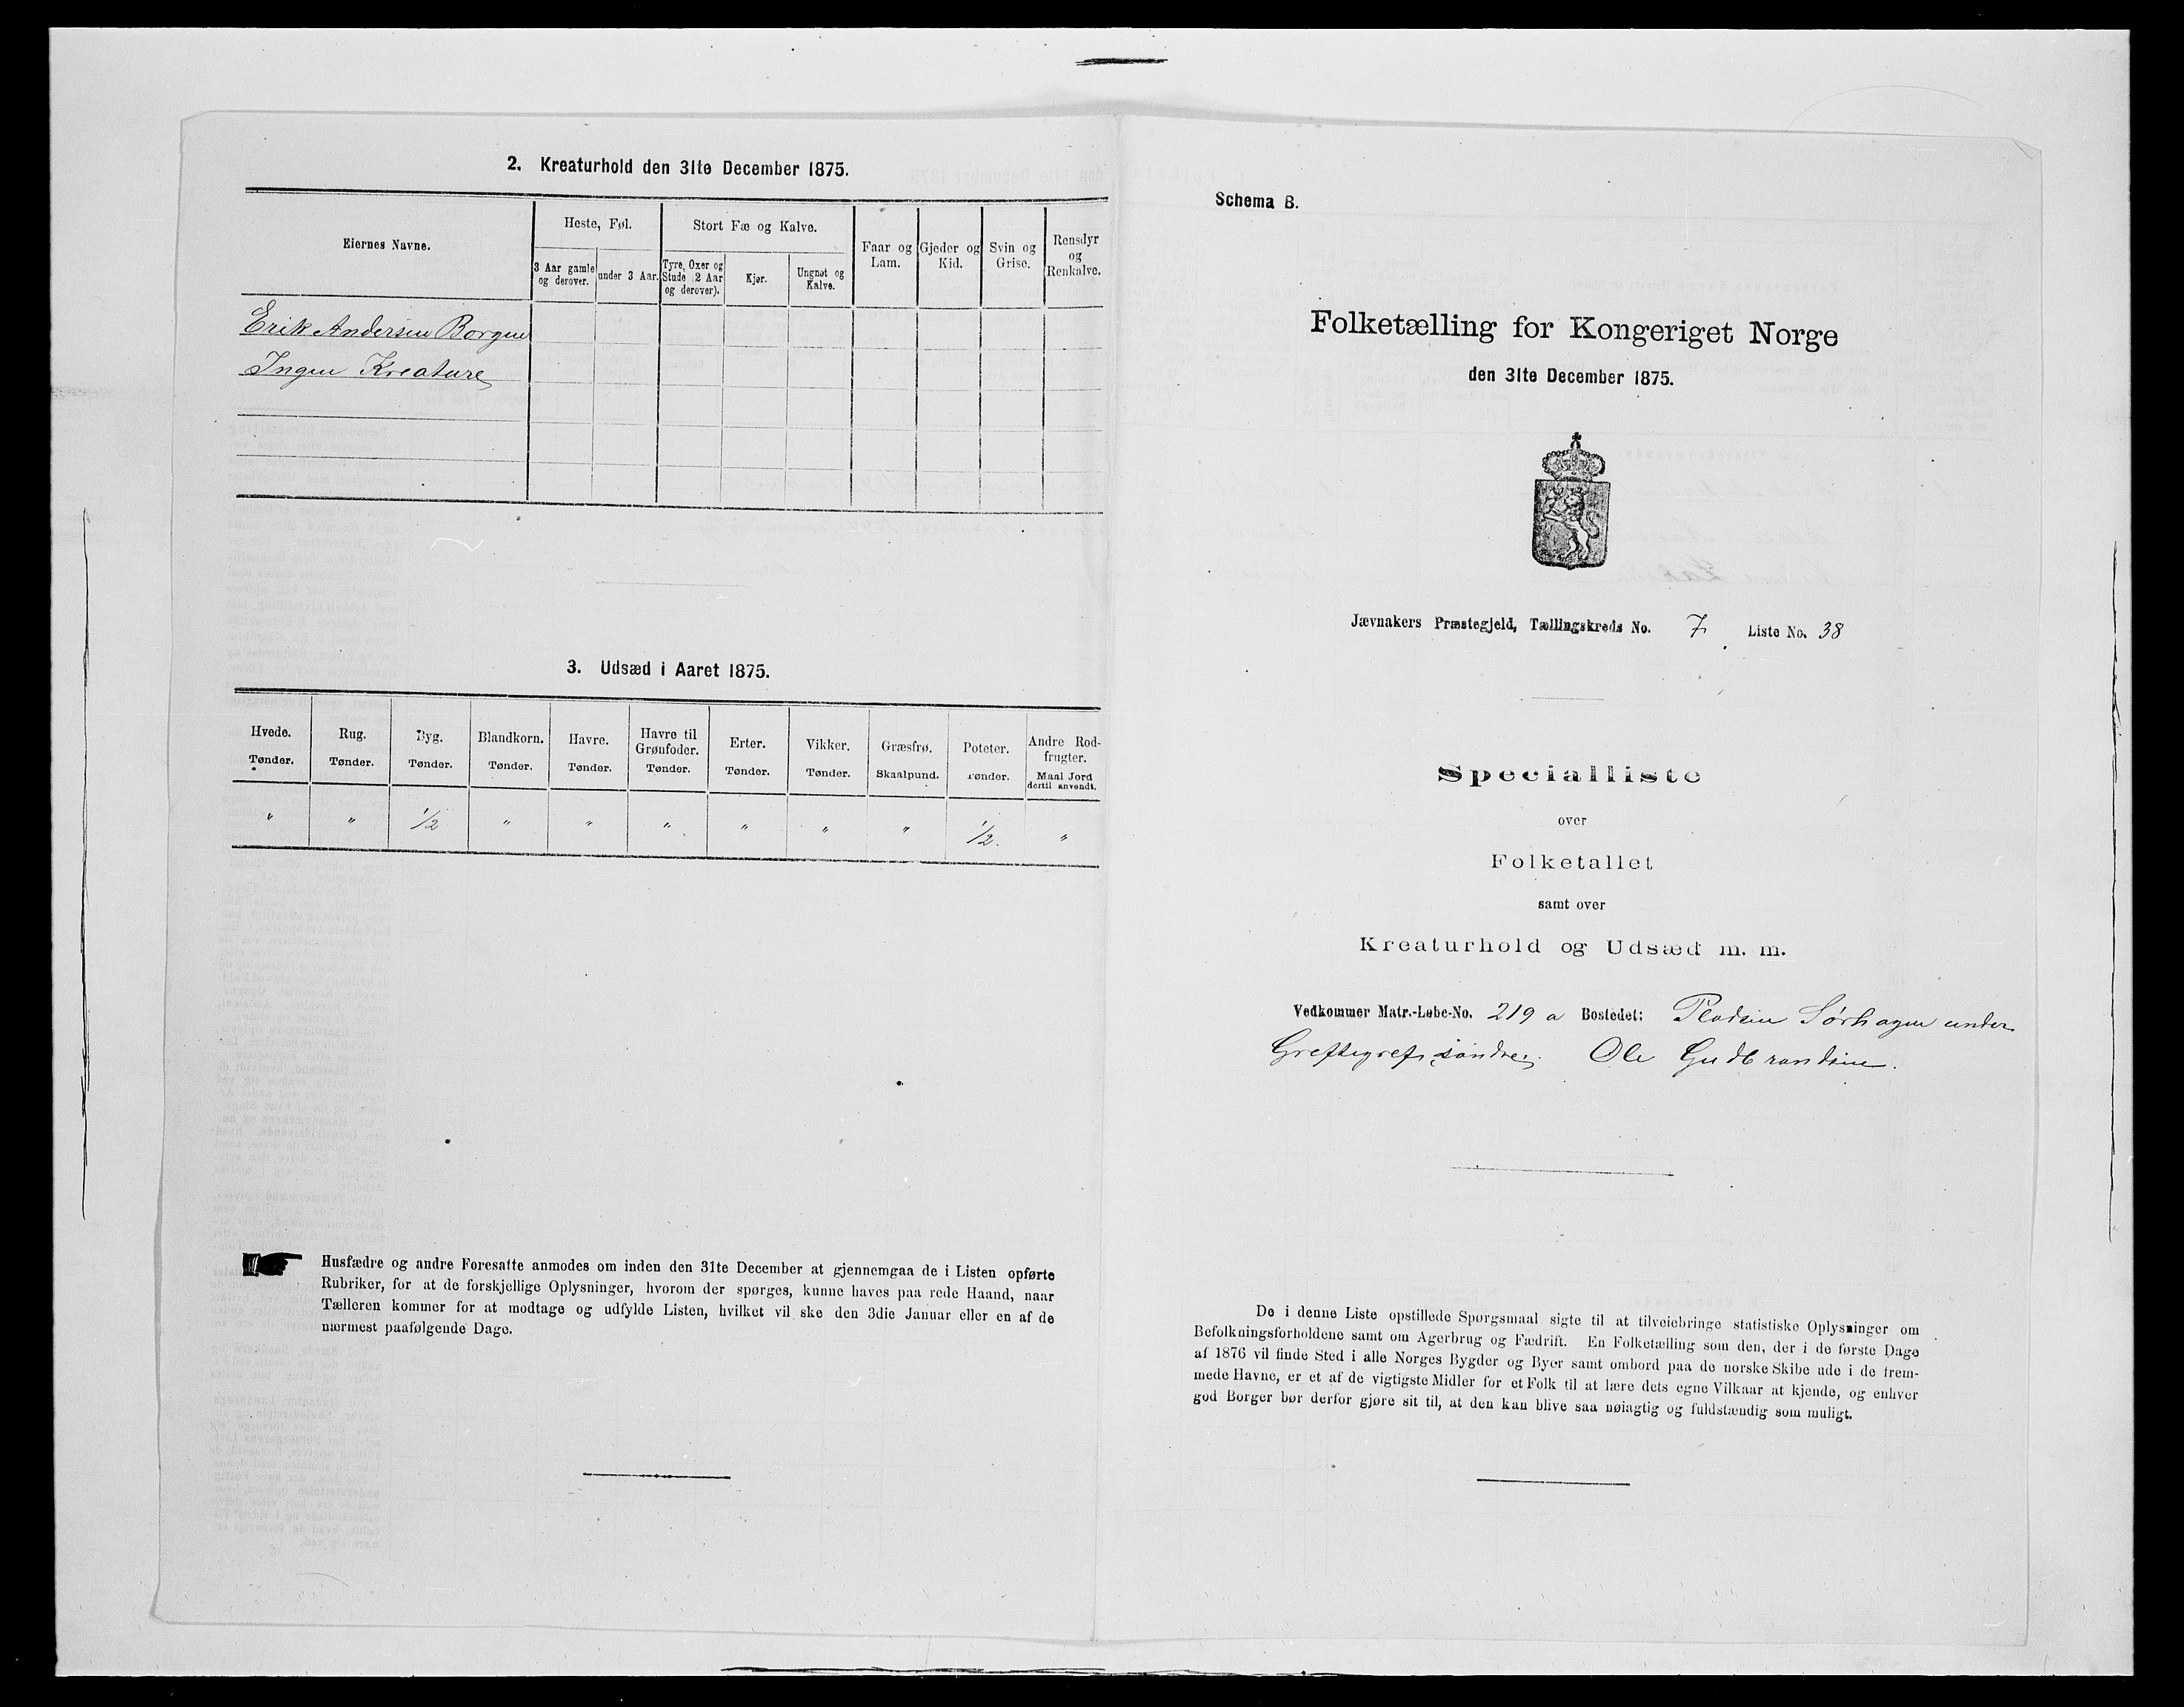 2. Kreaturhold den 31te December 1875.
Eiernes Navne.
Heste, Føl.
3 Aar gamle og derover.
under 3 Aar.
Stort Fæ og Kalve.
Tyre, Oxer og Stude (2 Aar og derover).
Kjør.
Ungnøt og Kalve.
Faar og Lam.
Gjeder og Kid.
Svin og Grise.
Rensdyr og Renkalve.
Erik Andersen Borgen
Ingen Kreature
3. Udsæd i Aaret 1875.
Hvede. Rug. Byg. Blandkorn. Havre. Havre til Grønfoder. Erter. Vikker. Græsfrø. Poteter. Andre Rodfrugter.
Tønder. Tønder. Tønder. Tønder. Tønder. Tønder. Tønder. Tønder. Skaalpund. Tønder. Maal Jord dertil anvendt.
" " 1/2 " " " " " " 1/2. "
Husfædre og andre Foresatte anmodes om inden den 31te December at gjennemgaa de i Listen opførte
Rubriker, for at de forskjellige Oplysninger, hvorom der spørges, kunne haves paa rede Haand, naar
Tælleren kommer for at modtage og udfylde Listen, hvilket vil ske den 3die Januar eller en af de
nærmest paafølgende Dage.
Schema B.
Folketælling for Kongeriget Norge
den 31te December 1875.
Jævnakers Præstegjeld, Tællingskreds No. 7. Liste No. 38
Specialliste
over
Folketallet
samt over
Kreaturhold og Udsæd m. m.
Vedkommer Matr.-Løbe-No. 219 a Bostedet: Pladsen Sørhagen under
Greftegref søndre. Ole Gudbrandsen.
De i denne Liste opstillede Spørgsmaal sigte til at tilveiebringe statistiske Oplysninger om
Befolkningsforholdene samt om Agerbrug og Fædrift. En Folketælling som den, der i de første Dage
af 1876 vil finde Sted i alle Norges Bygder og Byer samt ombord paa de norske Skibe ude i de frem-
mede Havne, er et af de vigtigste Midler for et Folk til at lære dets egne Vilkaar at kjende, og enhver
god Borger bør derfor gjøre sit til, at den kan blive saa nøiagtig og fuldstændig som muligt.